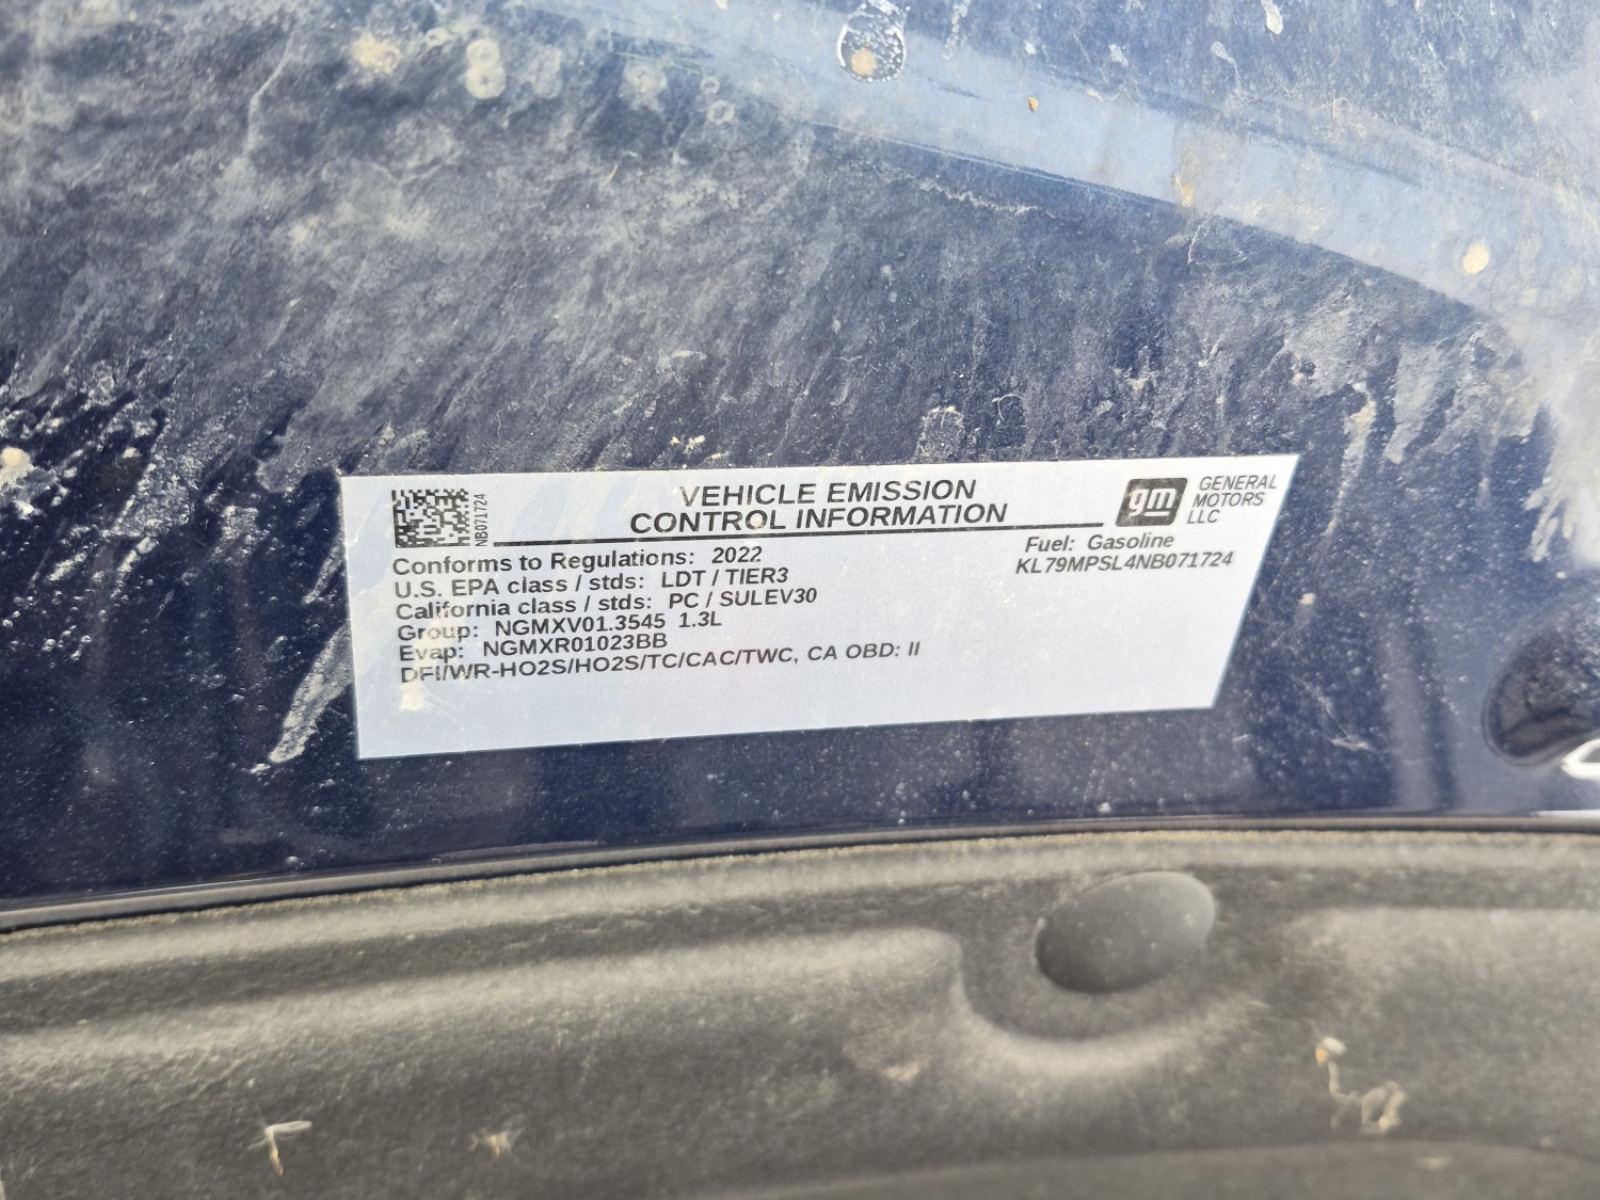 VEHICLE EMISSION
CONTROL INFORMATION
gm GENERAL
MOTORS
LLC
NB071724
Conforms to Regulations: 2022
U.S. EPA class / stds: LDT / TIER3
California class / stds: PC / SULEV30
Group: NGMXV01.3545 1.3L
Evap: NGMXR01023BB
DFI/WR-HO2S/HO2S/TC/CAC/TWC, CA OBD: II
Fuel: Gasoline
KL79MPSL4NB071724